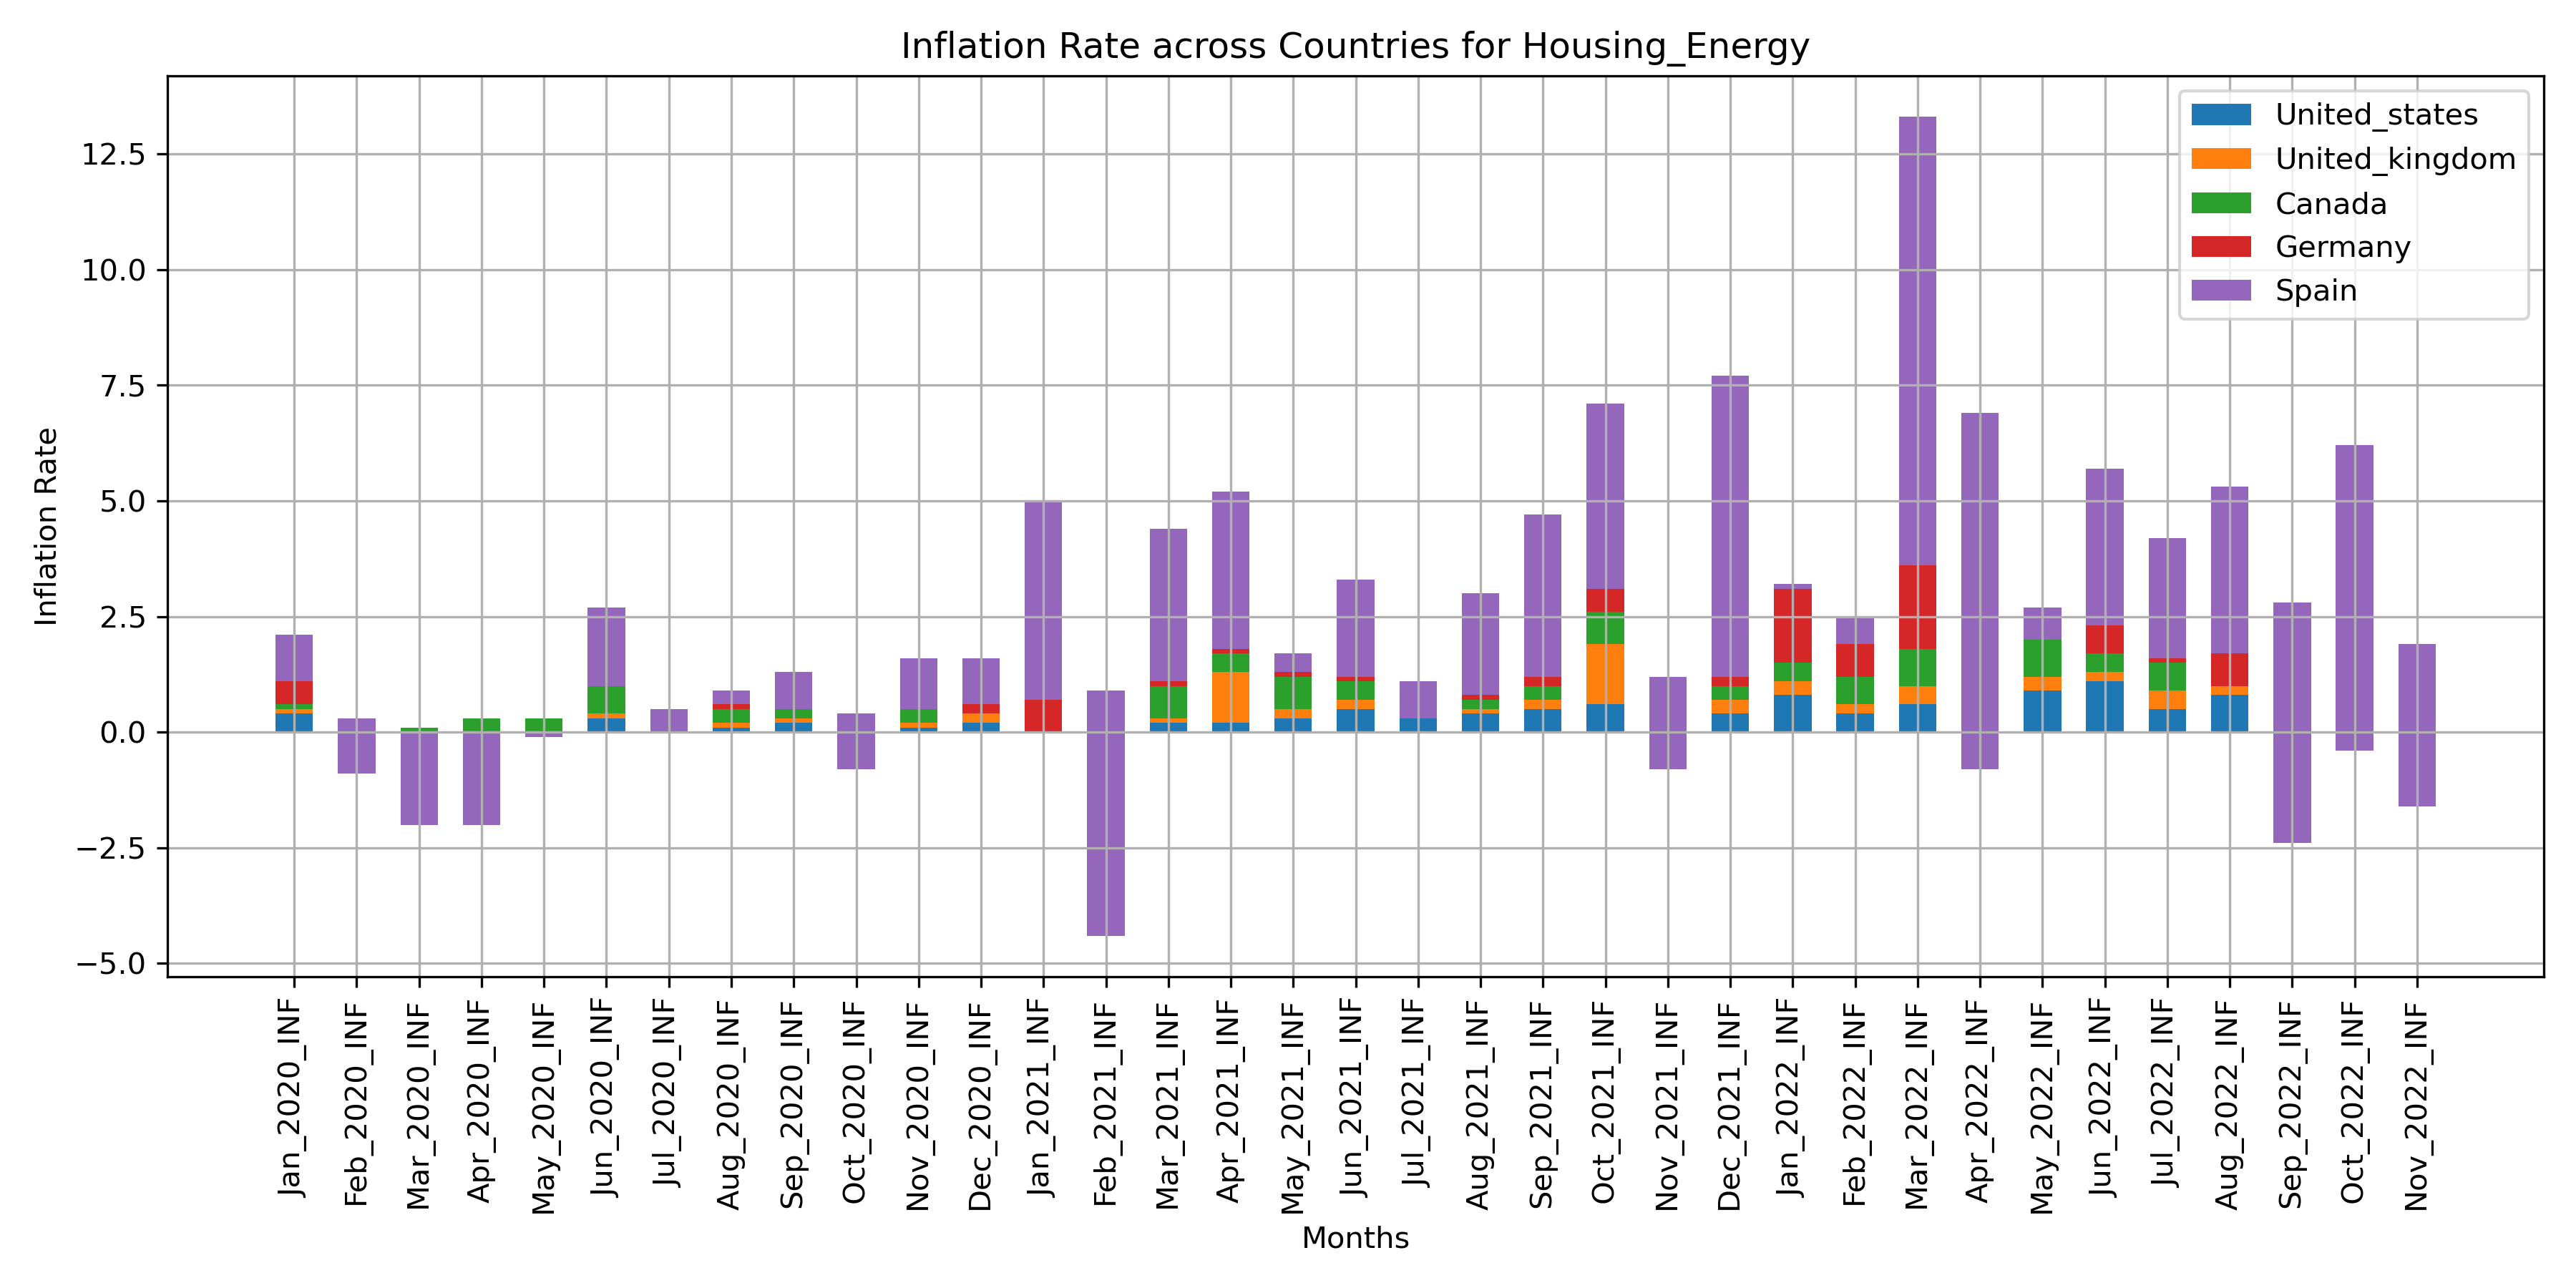 Inflation Rate across Countries for Housing_Energy
12.5
10.0
7.5
5.0
2.5
0.0
−2.5
−5.0
Inflation Rate
United_states
United_kingdom
Canada
Germany
Spain
Jan_2020_INF
Feb_2020_INF
Mar_2020_INF
Apr_2020_INF
May_2020_INF
Jun_2020_INF
Jul_2020_INF
Aug_2020_INF
Sep_2020_INF
Oct_2020_INF
Nov_2020_INF
Dec_2020_INF
Jan_2021_INF
Feb_2021_INF
Mar_2021_INF
Apr_2021_INF
May_2021_INF
Jun_2021_INF
Jul_2021_INF
Aug_2021_INF
Sep_2021_INF
Oct_2021_INF
Nov_2021_INF
Dec_2021_INF
Jan_2022_INF
Feb_2022_INF
Mar_2022_INF
Apr_2022_INF
May_2022_INF
Jun_2022_INF
Jul_2022_INF
Aug_2022_INF
Sep_2022_INF
Oct_2022_INF
Nov_2022_INF
Months